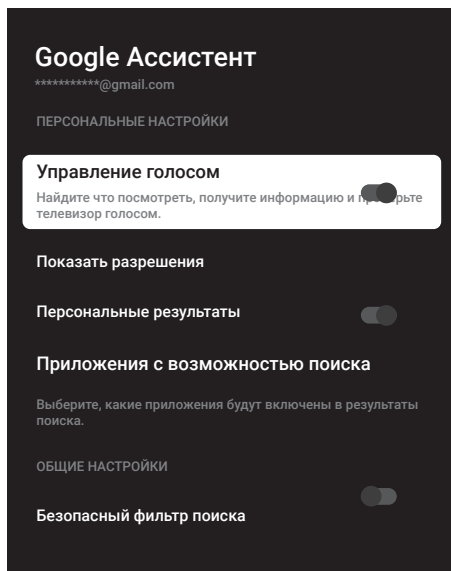 Google Ассистент
***********@gmail.com
ПЕРСОНАЛЬНЫЕ НАСТРОЙКИ
Управление голосом
Найдите что посмотреть, получите информацию и
телевизор голосом.
Показать разрешения
Персональные результаты
Приложения с возможностью поиска
Выберите, какие приложения будут включены в результаты
поиска.
ОБЩИЕ НАСТРОЙКИ
Безопасный фильтр поиска